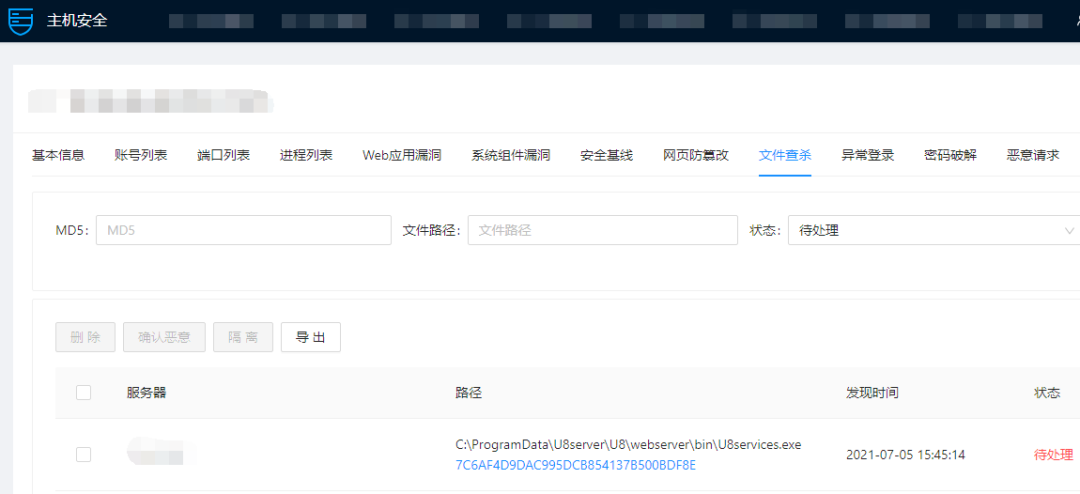 主机安全
基本信息 账号列表 端口列表 进程列表 Web应用漏洞 系统组件漏洞 安全基线 网页防篡改 文件查杀 异常登录 密码破解 恶意请求
MD5: MD5 文件路径: 文件路径 状态: 待处理
删 除 确认恶意 隔 离 导 出
服务器 路径 发现时间 状态
C:\ProgramData\U8server\U8\webserver\bin\U8services.exe
7C6AF4D9DAC995DCB854137B500BDF8E
2021-07-05 15:45:14 待处理